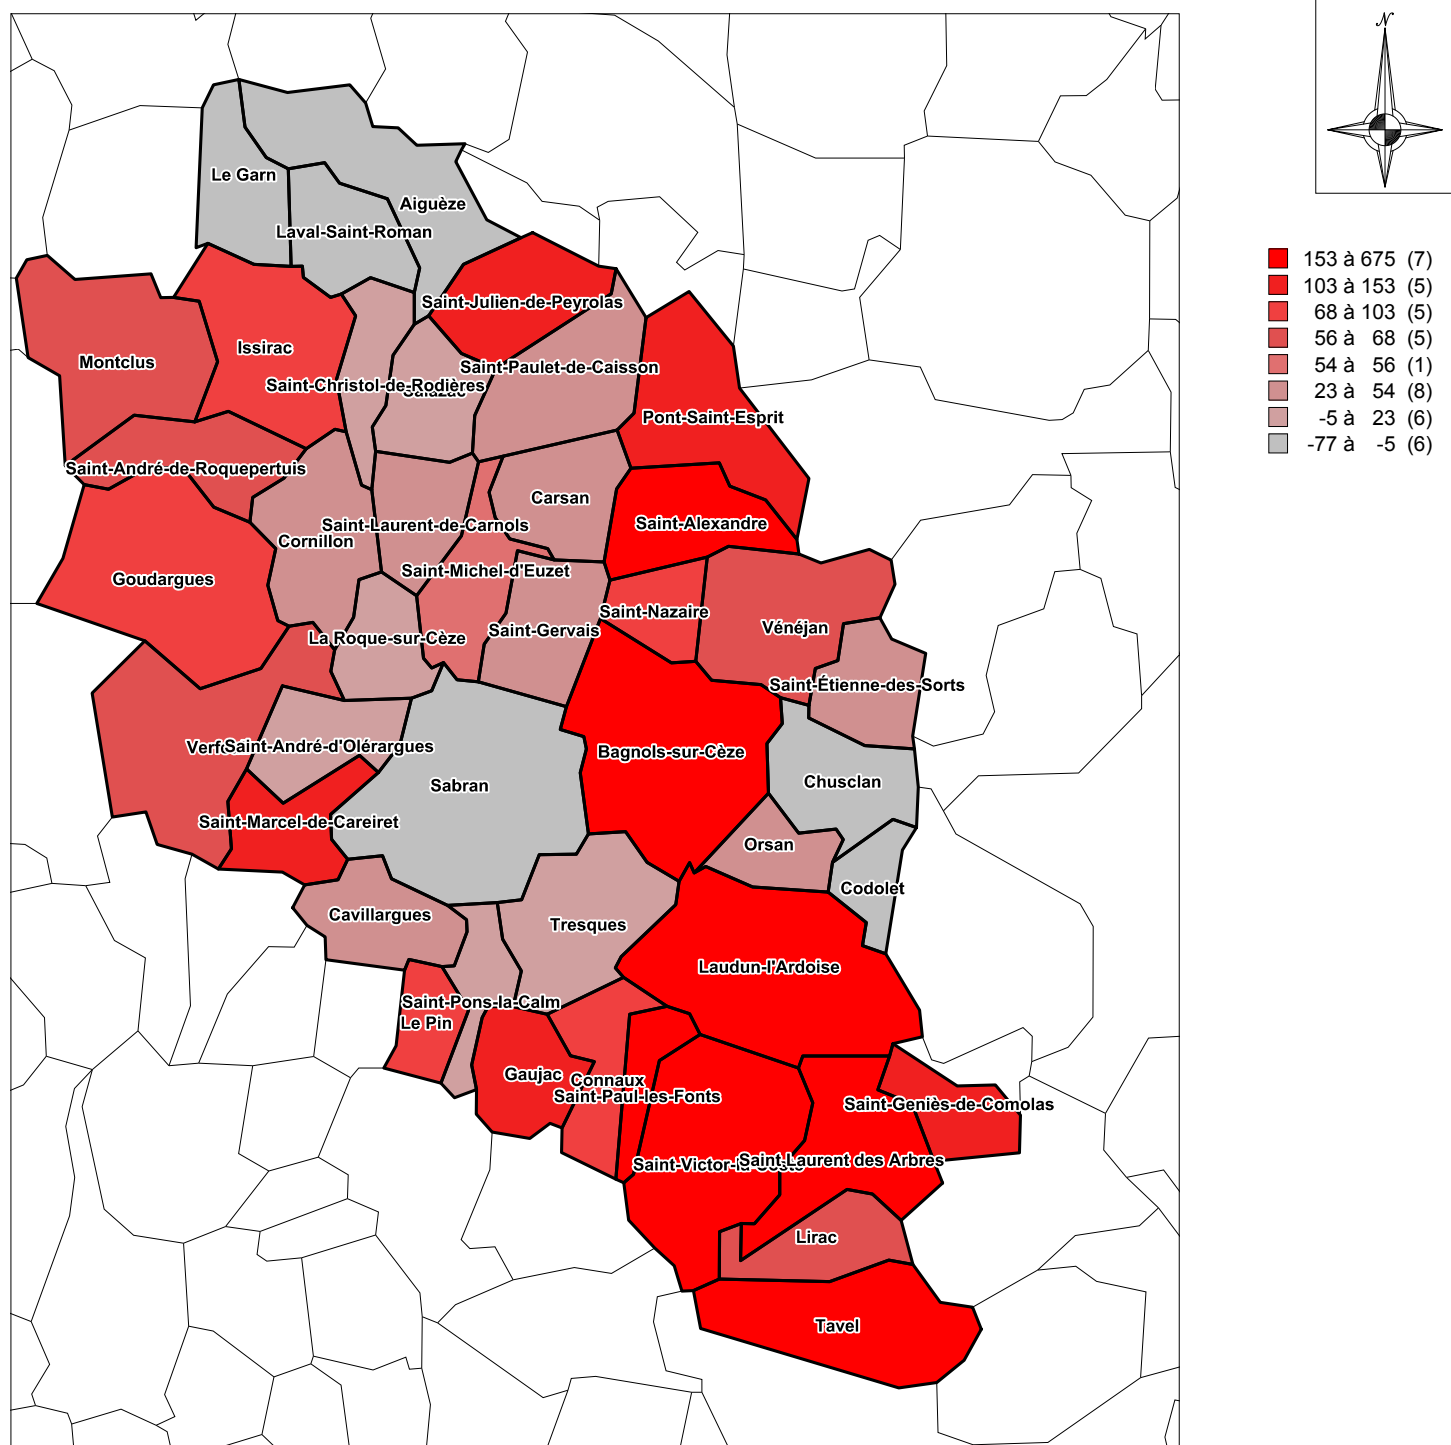 N
153 à 675 (7)
103 à 153 (5)
68 à 103 (5)
56 à 68 (5)
54 à 56 (1)
23 à 54 (8)
-5 à 23 (6)
-77 à -5 (6)
Le Garn
Aiguèze
Laval-Saint-Roman
Saint-Julien-de-Peyrolas
Issirac
Montclus
Saint-Paulet-de-Caisson
Saint-Christol-de-Rodières
Salazac
Pont-Saint-Esprit
Saint-André-de-Roquepertuis
Carsan
Saint-Alexandre
Saint-Laurent-de-Carnols
Cornillon
Saint-Michel-d'Euzet
Goudargues
Saint-Nazaire
Vénéjan
Saint-Gervais
La Roque-sur-Cèze
Saint-Étienne-des-Sorts
Saint-André-d'Olérargues
Bagnols-sur-Cèze
Chusclan
Sabran
Saint-Marcel-de-Careiret
Orsan
Codolet
Cavillargues
Tresques
Laudun-l'Ardoise
Saint-Pons-la-Calm
Le Pin
Gaujac
Connaux
Saint-Paul-les-Fonts
Saint-Geniès-de-Comolas
Saint-Laurent des Arbres
Lirac
Tavel